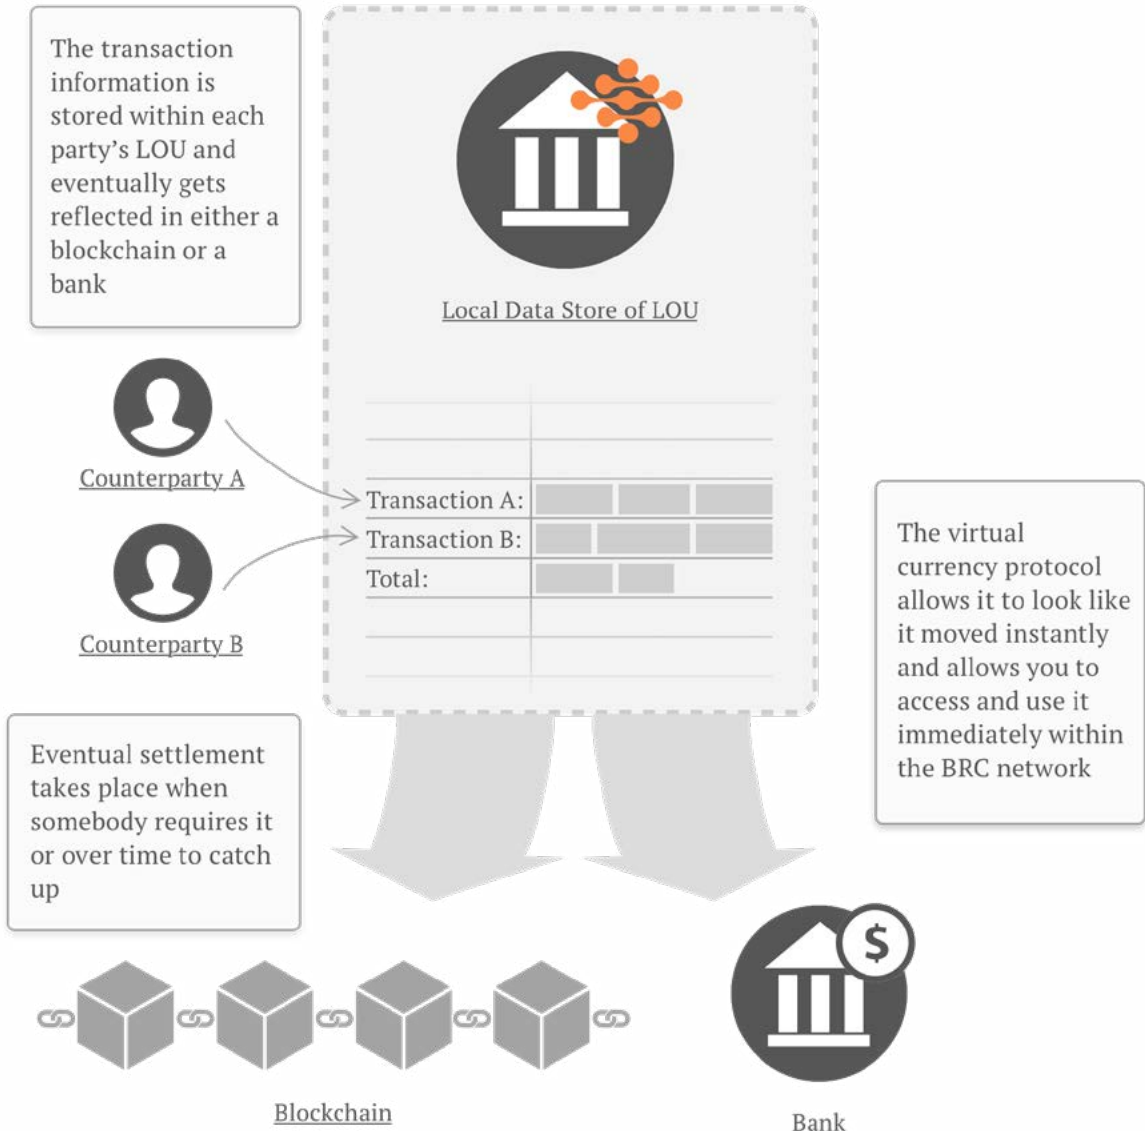 The transaction
information is
stored within each
party's LOU and
eventually gets
reflected in either a
blockchain or a
bank
Local Data Store of LOU
Counterparty A
Transaction A:
Transaction B:
Total:
Counterparty B
The virtual
currency protocol
allows it to look like
it moved instantly
and allows you to
access and use it
immediately within
the BRC network
Eventual settlement
takes place when
somebody requires it
or over time to catch
up
$
Blockchain
Bank